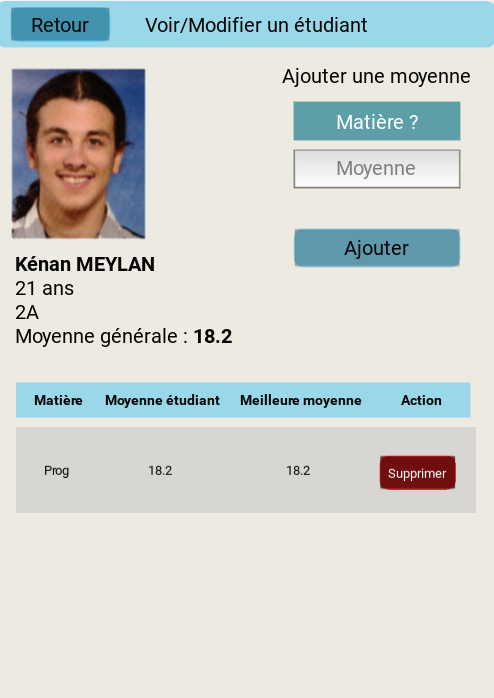 Retour
Voir/Modifier un étudiant
Ajouter une moyenne
Matière ?
Moyenne
Ajouter
Kénan MEYLAN
21 ans
2A
Moyenne générale : 18.2
Matière Moyenne étudiant Meilleure moyenne Action
Prog 18.2 18.2 Supprimer